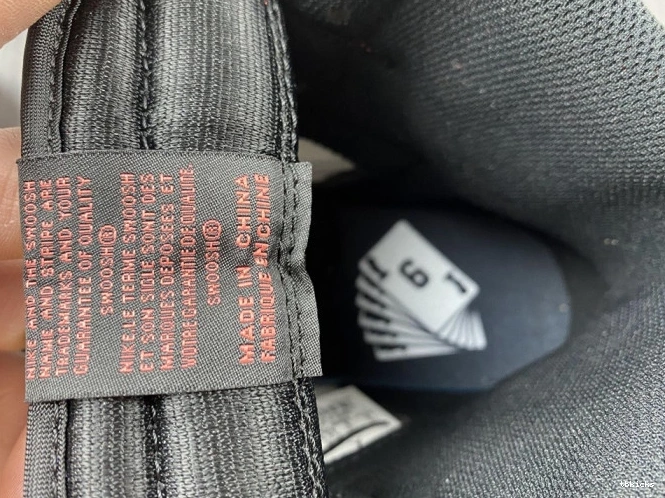 NIKE AND THE SWOOSH
NAME AND STRIPE ARE
TRADEMARKS AND YOUR
GUARANTEE OF QUALITY
SWOOSH®
NIKE LE TERME SWOOSH
ET SON SIGLE SONT DES
MARQUES DEPOSEES ET
VOTRE GARANTIE DE QUALITE.
SWOOSH®
MADE IN CHINA
FABRIQUE EN CHINE
6